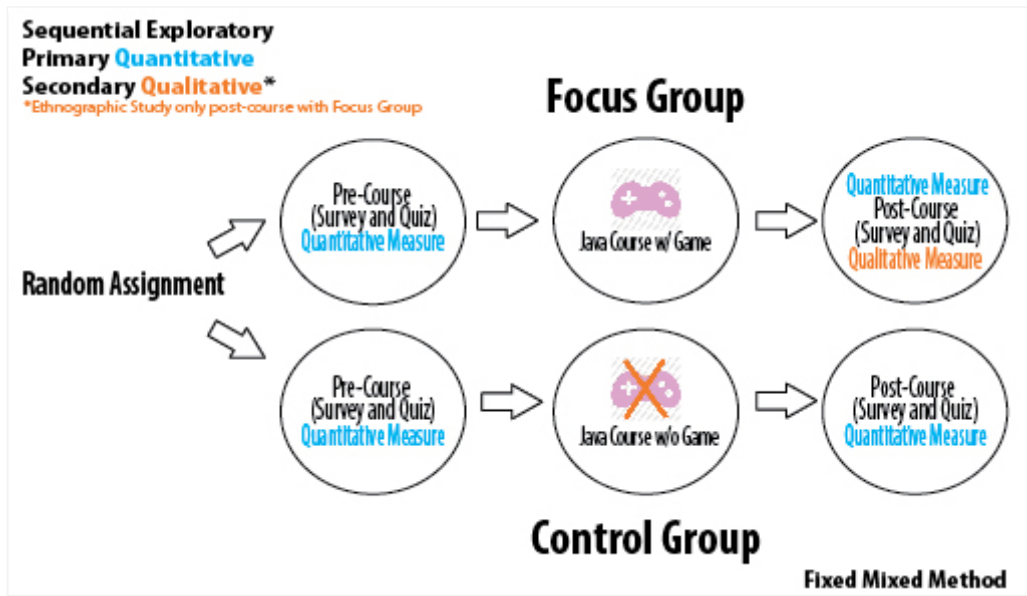 Sequential Exploratory
Primary Quantitative
Secondary Qualitative*
*Ethnographic Study only post-course with Focus Group
Focus Group
Pre-Course
(Survey and Quiz)
Quantitative Measure
Java Course w/ Game
Quantitative Measure
Post-Course
(Survey and Quiz)
Qualitative Measure
Random Assignment
Pre-Course
(Survey and Quiz)
Quantitative Measure
Java Course w/o Game
Post-Course
(Survey and Quiz)
Quantitative Measure
Control Group
Fixed Mixed Method